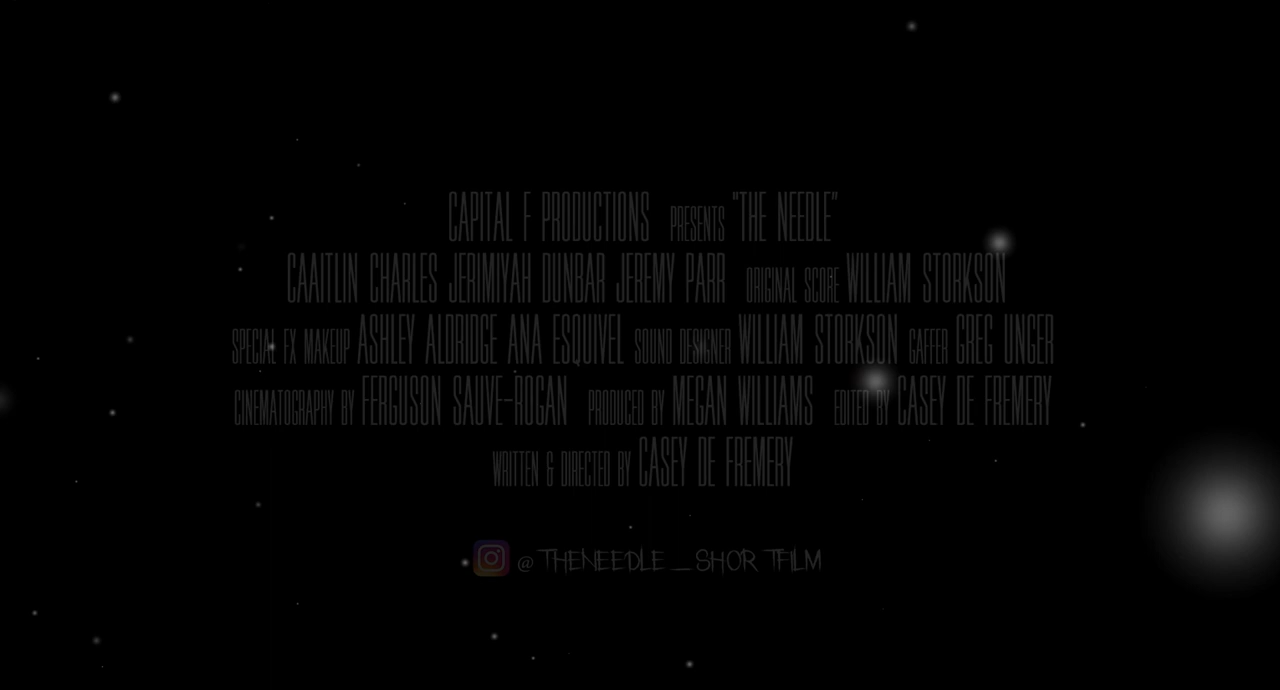 CAPITAL F PRODUCTIONS PRESENTS "THE NEEDLE"
CAAITLIN CHARLES JERIMIYAH DUNBAR JEREMY PARR ORIGINAL SCORE WILLIAM STORKSON
SPECIAL FX MAKEUP ASHLEY ALDRIDGE ANA ESQUIVEL SOUND DESIGNER WILLIAM STORKSON GAFFER GREG UNGER
CINEMATOGRAPHY BY FERGUSON SAUVE-ROGAN PRODUCED BY MEGAN WILLIAMS EDITED BY CASEY DE FREMERY
WRITTEN & DIRECTED BY CASEY DE FREMERY
@THENEEDLE_SHORTFILM